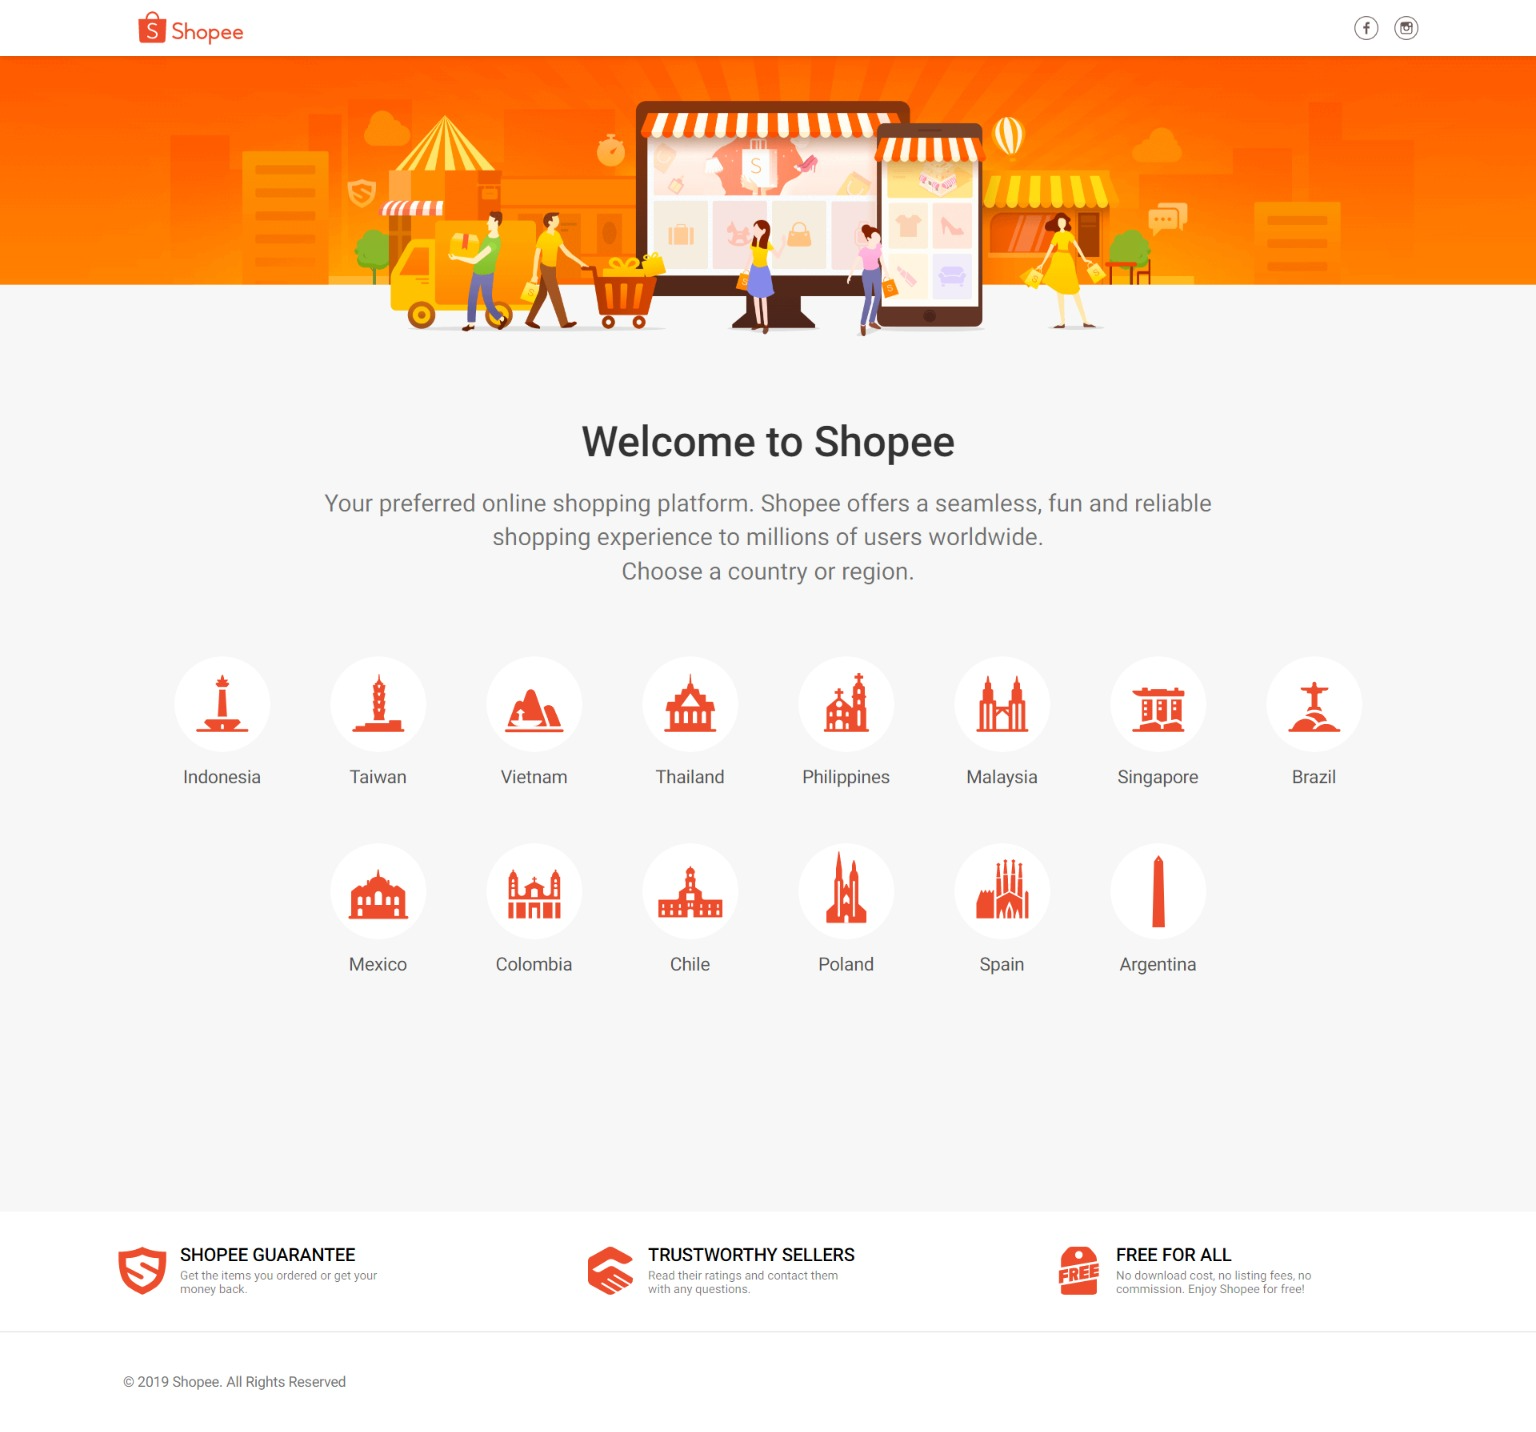 Shopee
Welcome to Shopee
Your preferred online shopping platform. Shopee offers a seamless, fun and reliable
shopping experience to millions of users worldwide.
Choose a country or region.
Indonesia
Taiwan
Vietnam
Thailand
Philippines
Malaysia
Singapore
Brazil
Mexico
Colombia
Chile
Poland
Spain
Argentina
SHOPEE GUARANTEE
Get the items you ordered or get your
money back.
TRUSTWORTHY SELLERS
Read their ratings and contact them
with any questions.
FREE
FREE FOR ALL
No download cost, no listing fees, no
commission. Enjoy Shopee for free!
© 2019 Shopee. All Rights Reserved